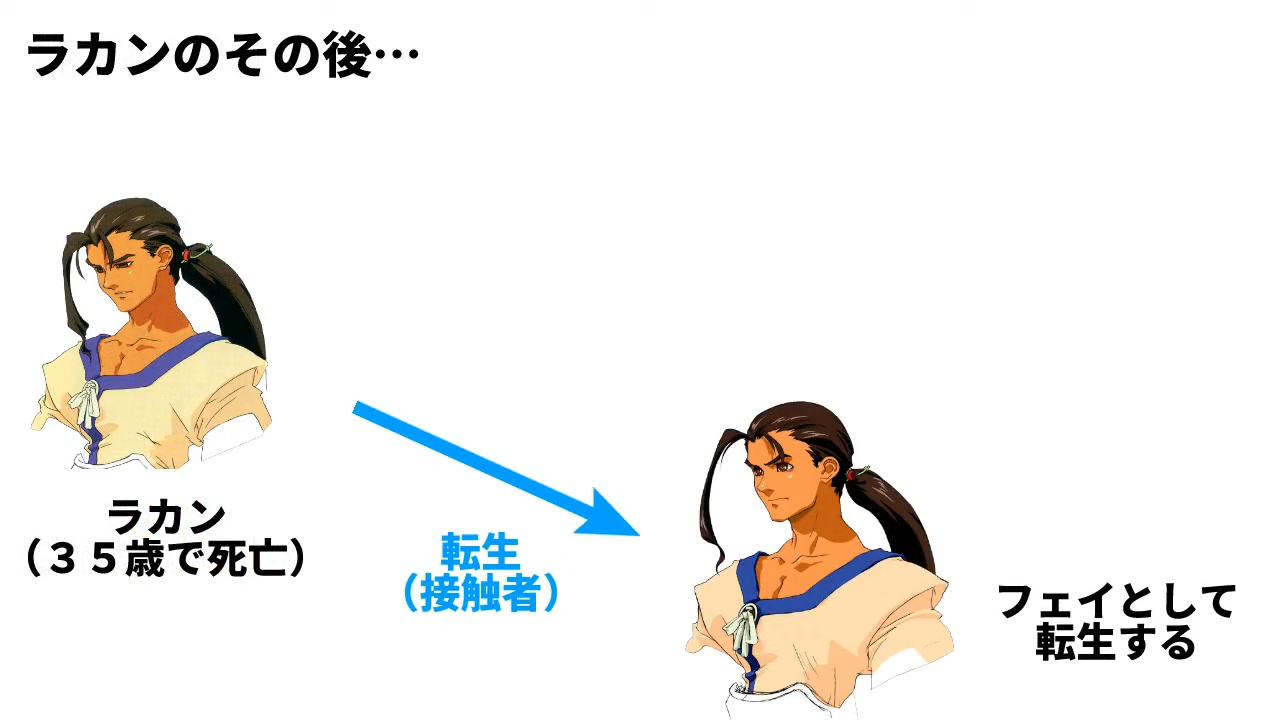 ラカンのその後…
ラカン
（３５歳で死亡）
転生
（接触者）
フェイとして
転生する